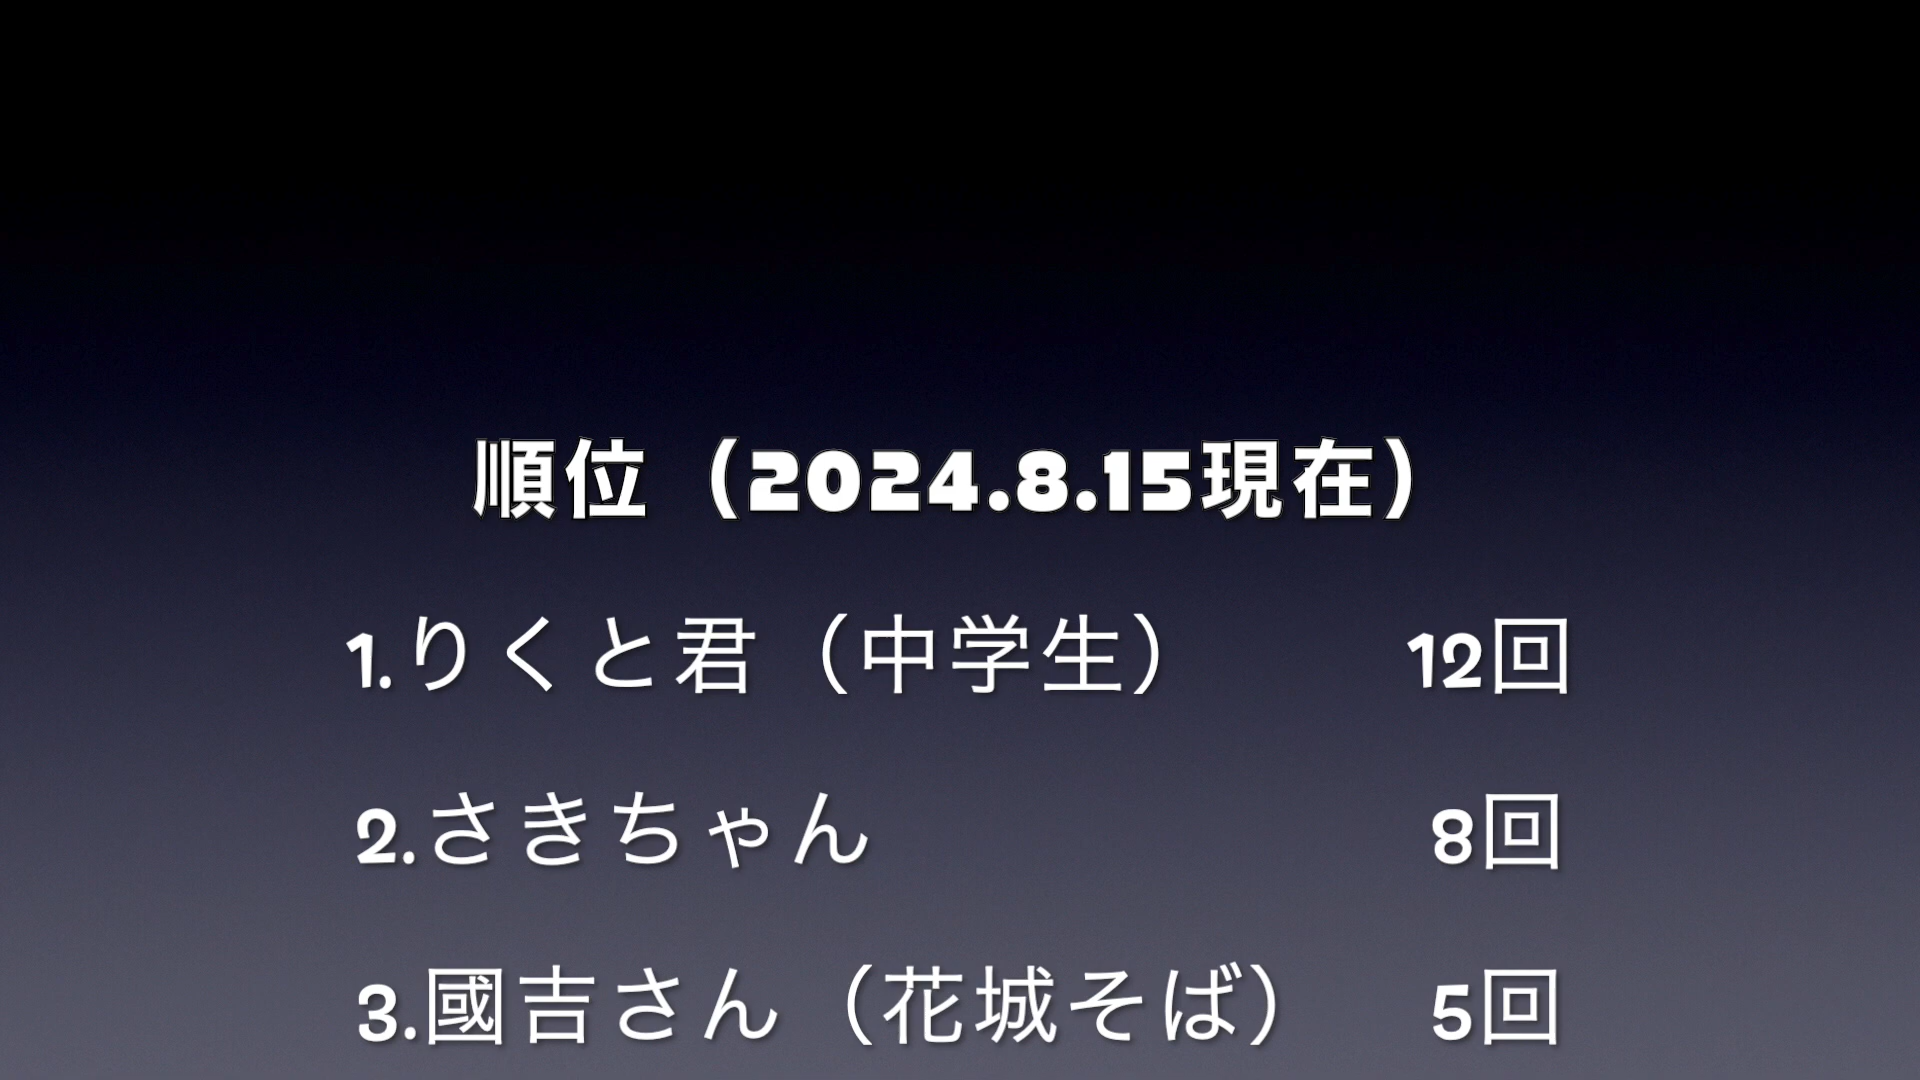 順位（2024.8.15現在）
1.りくと君（中学生） 12回
2.さきちゃん 8回
3.國吉さん（花城そば） 5回